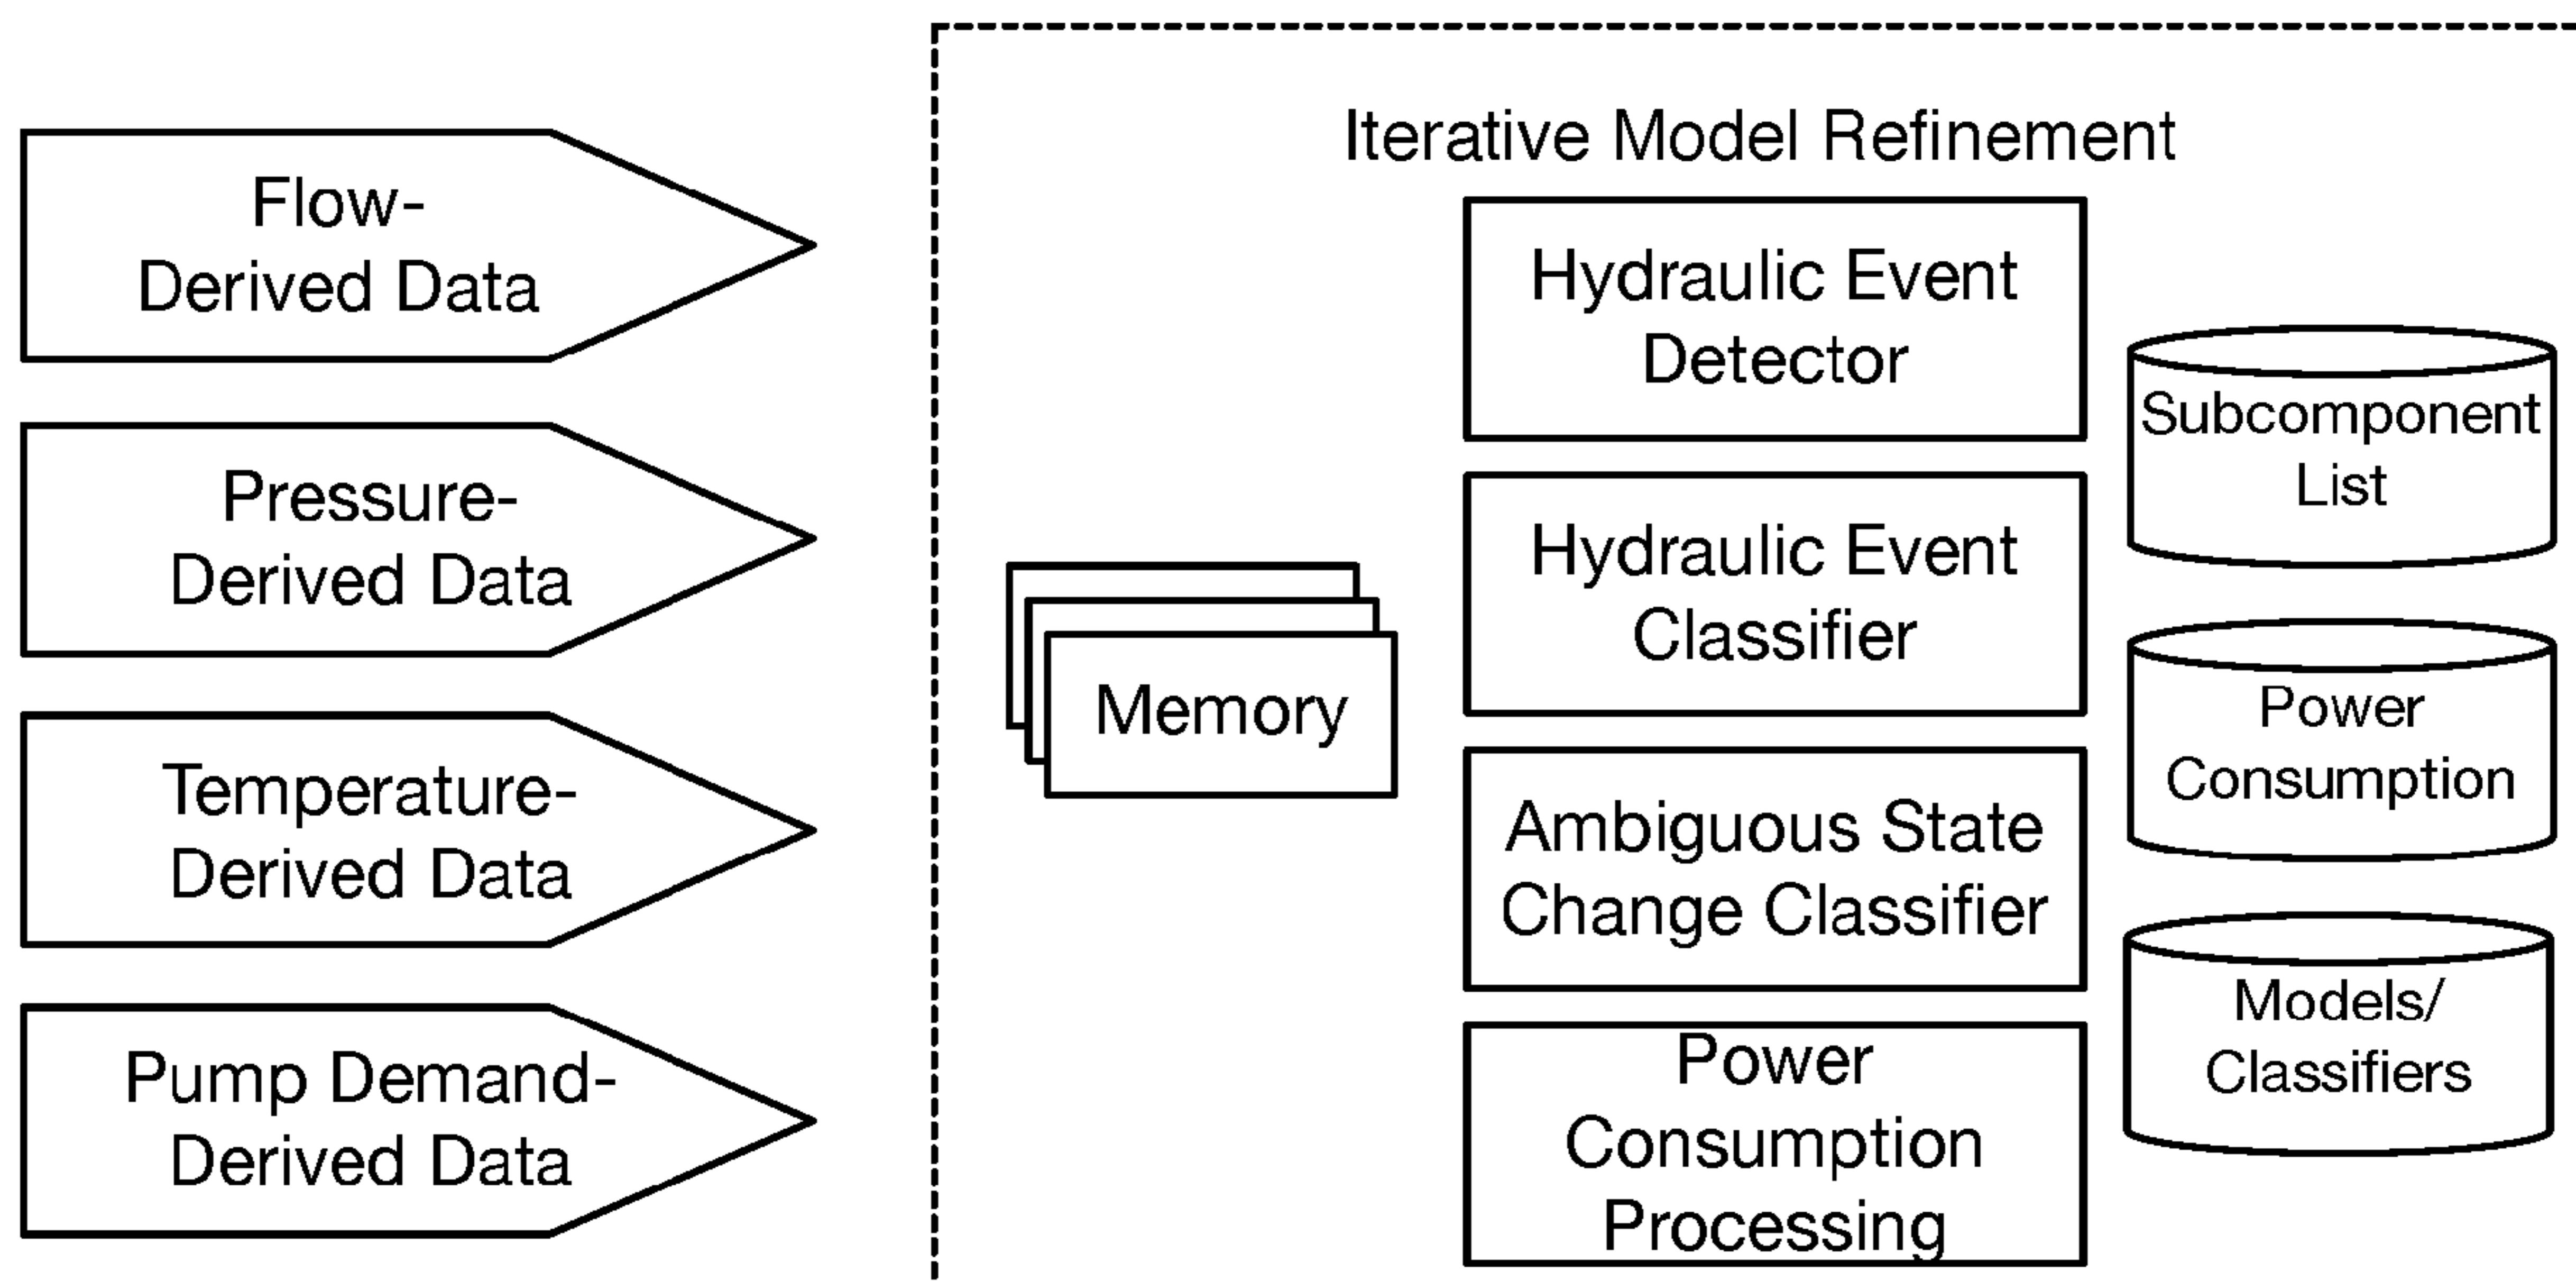 Flow-
Derived Data
Pressure-
Derived Data
Temperature-
Derived Data
Pump Demand-
Derived Data
Iterative Model Refinement
Memory
Hydraulic Event
Detector
Hydraulic Event
Classifier
Ambiguous State
Change Classifier
Power
Consumption
Processing
Subcomponent
List
Power
Consumption
Models/
Classifiers